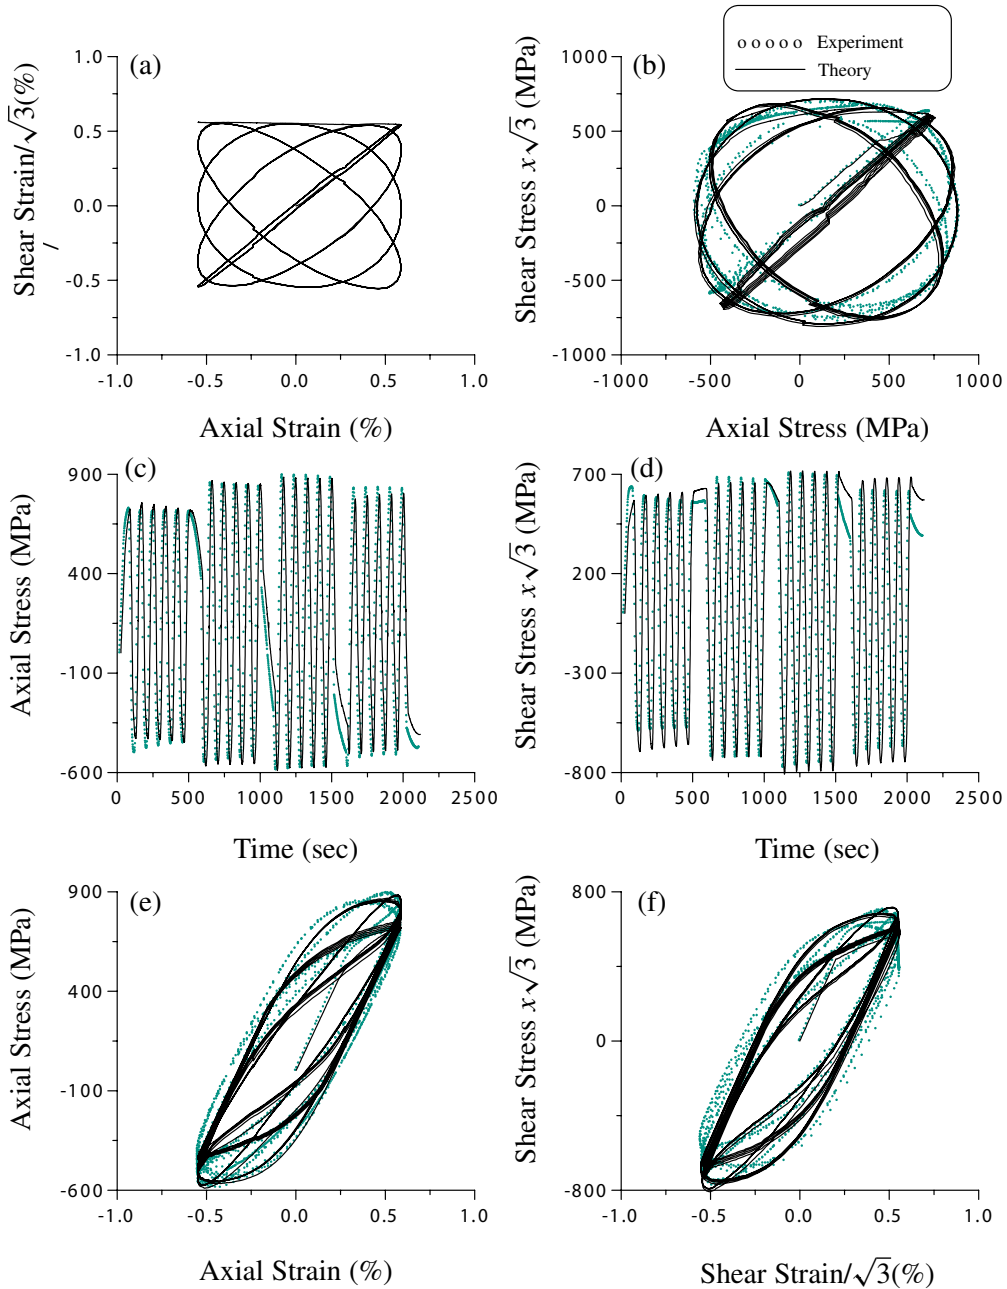 o o o o o Experiment
Theory
(a)
Shear Strain/√3(%)
/
1.0
0.5
0.0
-0.5
-1.0
-1.0 -0.5 0.0 0.5 1.0
Axial Strain (%)
(b)
Shear Stress x√3 (MPa)
1000
500
0
-500
-1000
-1000 -500 0 500 1000
Axial Stress (MPa)
(c)
Axial Stress (MPa)
900
400
-100
-600
0 500 1000 1500 2000 2500
Time (sec)
(d)
Shear Stress x√3 (MPa)
700
200
-300
-800
0 500 1000 1500 2000 2500
Time (sec)
(e)
Axial Stress (MPa)
900
400
-100
-600
-1.0 -0.5 0.0 0.5 1.0
Axial Strain (%)
(f)
Shear Stress x√3 (MPa)
800
0
-800
-1.0 -0.5 0.0 0.5 1.0
Shear Strain/√3(%)